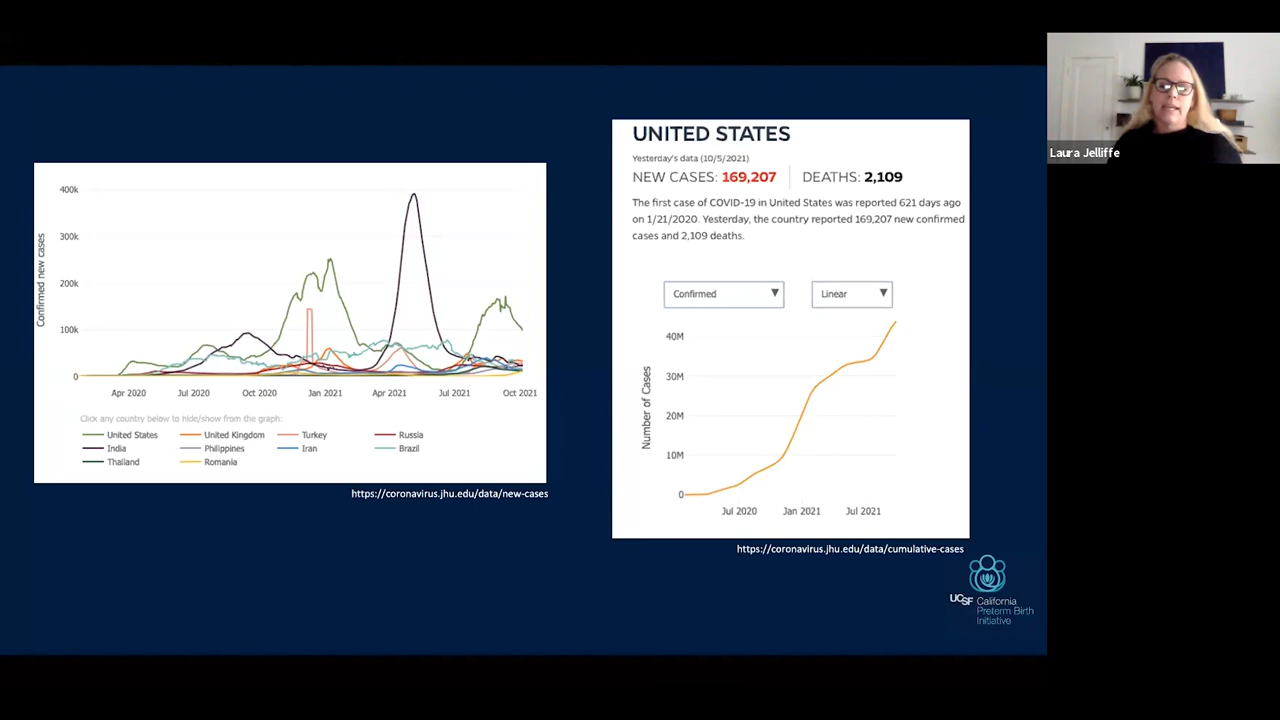 Confirmed new cases
400k
300k
200k
100k
0
Apr 2020 Jul 2020 Oct 2020 Jan 2021 Apr 2021 Jul 2021 Oct 2021
Click any country below to hide/show from the graph:
United States United Kingdom Turkey Russia
India Philippines Iran Brazil
Thailand Romania
https://coronavirus.jhu.edu/data/new-cases
UNITED STATES
Yesterday's data (10/5/2021)
NEW CASES: 169,207 DEATHS: 2,109
The first case of COVID-19 in United States was reported 621 days ago
on 1/21/2020. Yesterday, the country reported 169,207 new confirmed
cases and 2,109 deaths.
Confirmed Linear
Number of Cases
40M
30M
20M
10M
0
Jul 2020 Jan 2021 Jul 2021
https://coronavirus.jhu.edu/data/cumulative-cases
UCSF California
Preterm Birth
Initiative
Laura Jelliffe